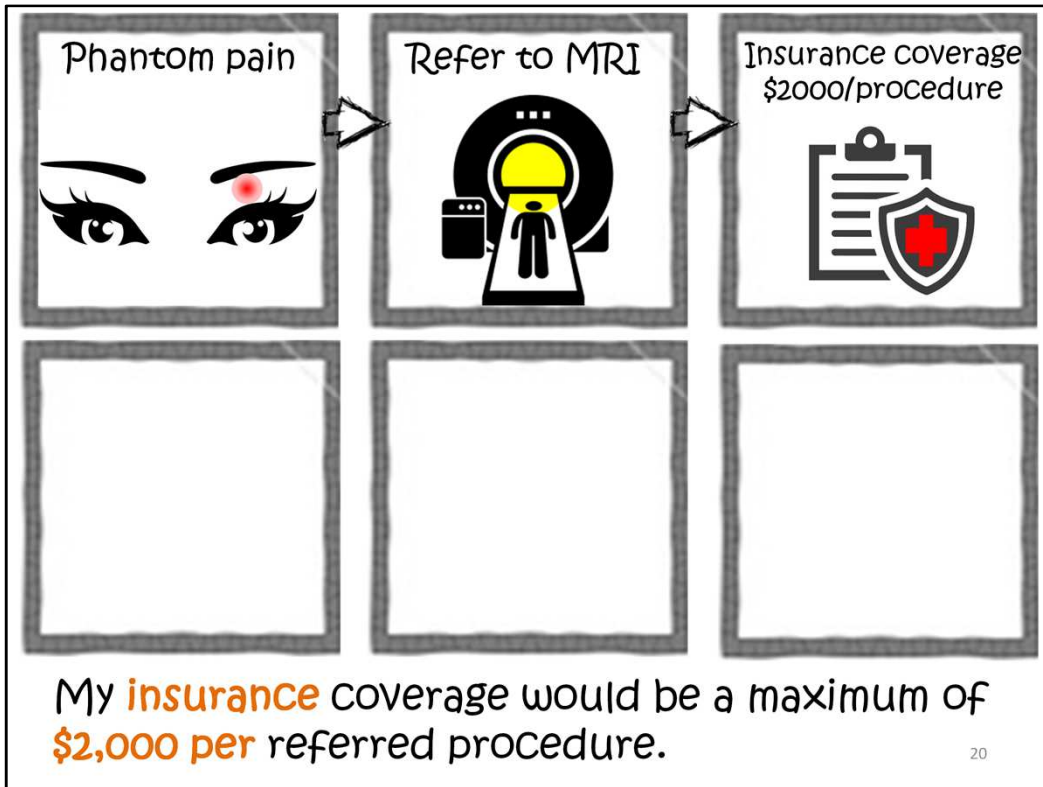 Phantom pain
Refer to MRI
Insurance coverage
$2000/procedure
My insurance coverage would be a maximum of
$2,000 per referred procedure.
20